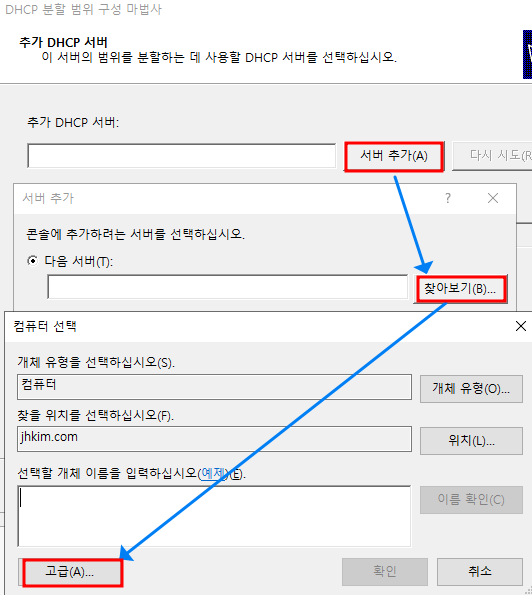 DHCP 분할 범위 구성 마법사
추가 DHCP 서버
이 서버의 범위를 분할하는 데 사용할 DHCP 서버를 선택하십시오.
추가 DHCP 서버:
서버 추가(A)
다시 시도(R
서버 추가
콘솔에 추가하려는 서버를 선택하십시오.
다음 서버(T):
찾아보기(B)...
컴퓨터 선택
개체 유형을 선택하십시오(S).
컴퓨터
개체 유형(O)...
찾을 위치를 선택하십시오(F).
jhkim.com
위치(L)...
선택할 개체 이름을 입력하십시오(예제)(E).
이름 확인(C)
고급(A)...
확인
취소